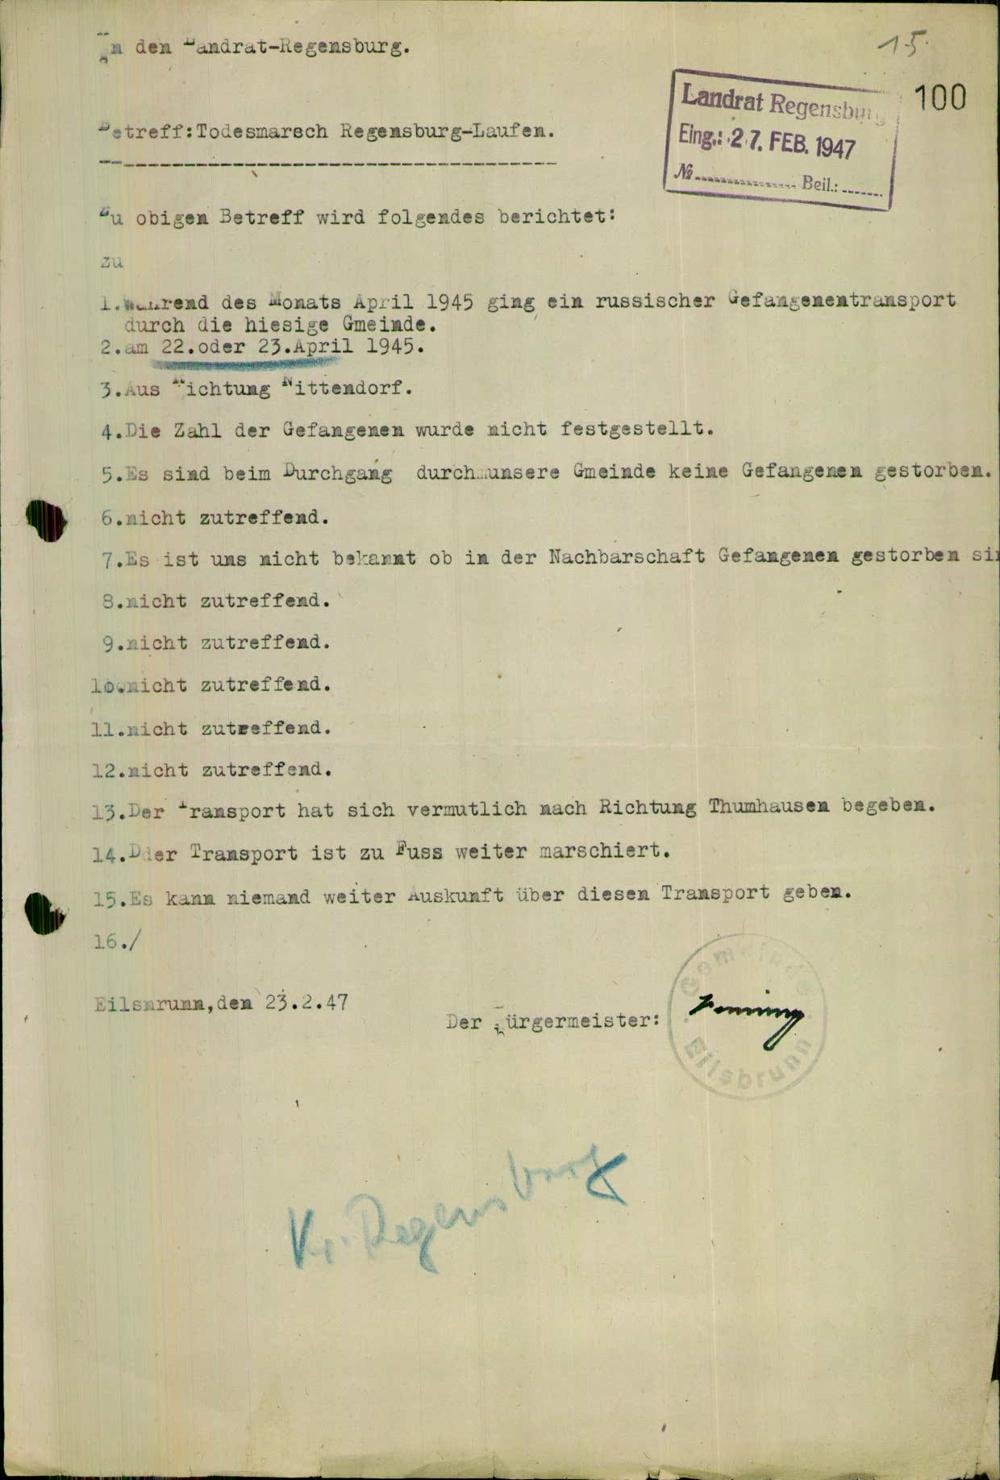 An den Landrat-Regensburg.
15.
100
Landrat Regensburg
Eing.: 27. FEB. 1947
№ ................ Beil.: .......
Betreff:Todesmarsch Regensburg-Laufen.
Zu obigen Betreff wird folgendes berichtet:
zu
1.während des Monats April 1945 ging ein russischer Gefangenentransport
durch die hiesige Gmeinde.
2.am 22.oder 23.April 1945.
3.Aus Richtung Nittendorf.
4.Die Zahl der Gefangenen wurde nicht festgestellt.
5.Es sind beim Durchgang durch unsere Gmeinde keine Gefangenen gestorben.
6.nicht zutreffend.
7.Es ist uns nicht bekannt ob in der Nachbarschaft Gefangenen gestorben si
8.nicht zutreffend.
9.nicht zutreffend.
10.nicht zutreffend.
11.nicht zutreffend.
12.nicht zutreffend.
13.Der Transport hat sich vermutlich nach Richtung Thumhausen begeben.
14.Dder Transport ist zu Fuss weiter marschiert.
15.Es kann niemand weiter Auskunft über diesen Transport geben.
16./
Eilsnrunn,den 23.2.47
Der Bürgermeister:
Gemeinde
Eilsbrunn
Kr. Regensburg